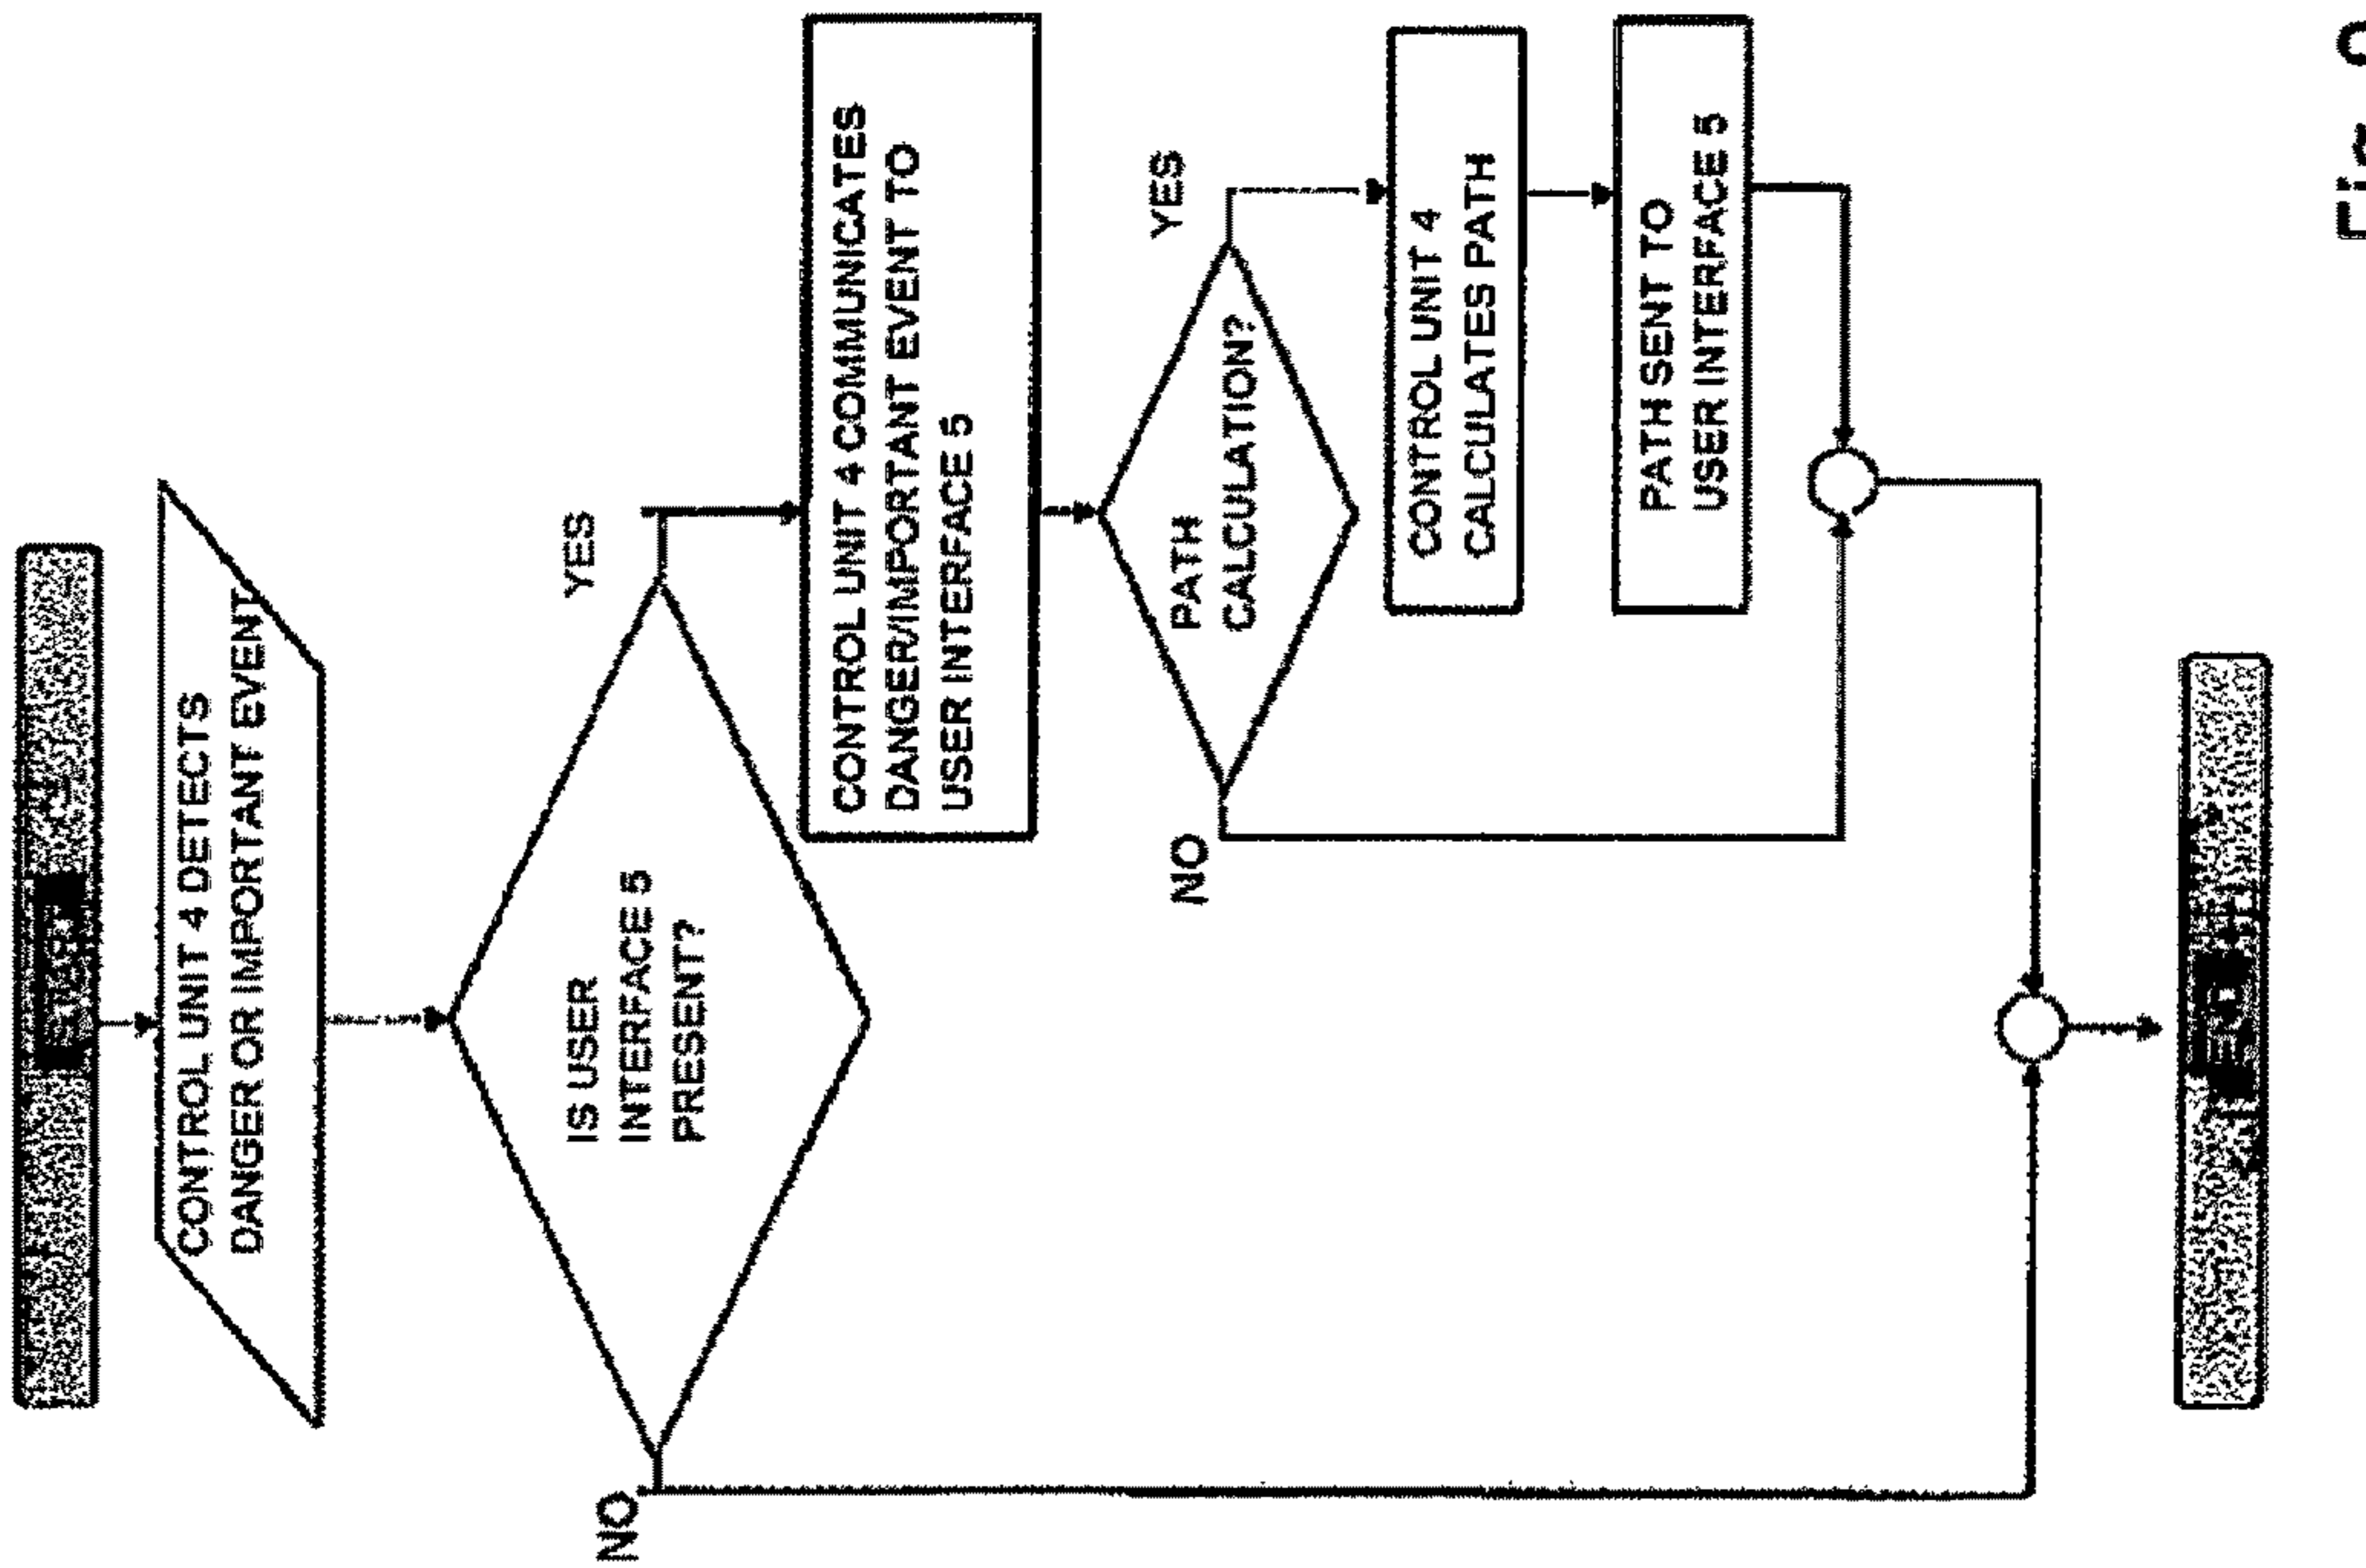 START
CONTROL UNIT 4 DETECTS
DANGER OR IMPORTANT EVENT
IS USER
INTERFACE 5
PRESENT?
YES
NO
CONTROL UNIT 4 COMMUNICATES
DANGER/IMPORTANT EVENT TO
USER INTERFACE 5
PATH
CALCULATION?
YES
NO
CONTROL UNIT 4
CALCULATES PATH
PATH SENT TO
USER INTERFACE 5
END